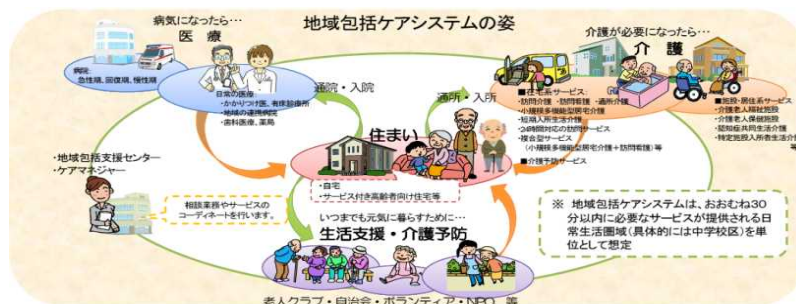 地域包括ケアシステムの姿
病気になったら…
医療
病院:
急性期、回復期、慢性期
日常の医療:
・かかりつけ医、有床診療所
・地域の連携病院
・歯科医療、薬局
通院・入院
通所・入所
介護が必要になったら…
介護
■在宅系サービス:
・訪問介護・訪問看護・通所介護
・小規模多機能型居宅介護
・短期入所生活介護
・24時間対応の訪問サービス
・複合型サービス
(小規模多機能型居宅介護+訪問看護)等
■介護予防サービス
■施設・居住系サービス
・介護老人福祉施設
・介護老人保健施設
・認知症共同生活介護
・特定施設入所者生活介護
等
住まい
・自宅
・サービス付き高齢者向け住宅等
・地域包括支援センター
・ケアマネジャー
相談業務やサービスの
コーディネートを行います。
いつまでも元気に暮らすために…
生活支援・介護予防
老人クラブ・自治会・ボランティア・NPO 等
※ 地域包括ケアシステムは、おおむね30
分以内に必要なサービスが提供される日
常生活圏域(具体的には中学校区)を単
位として想定